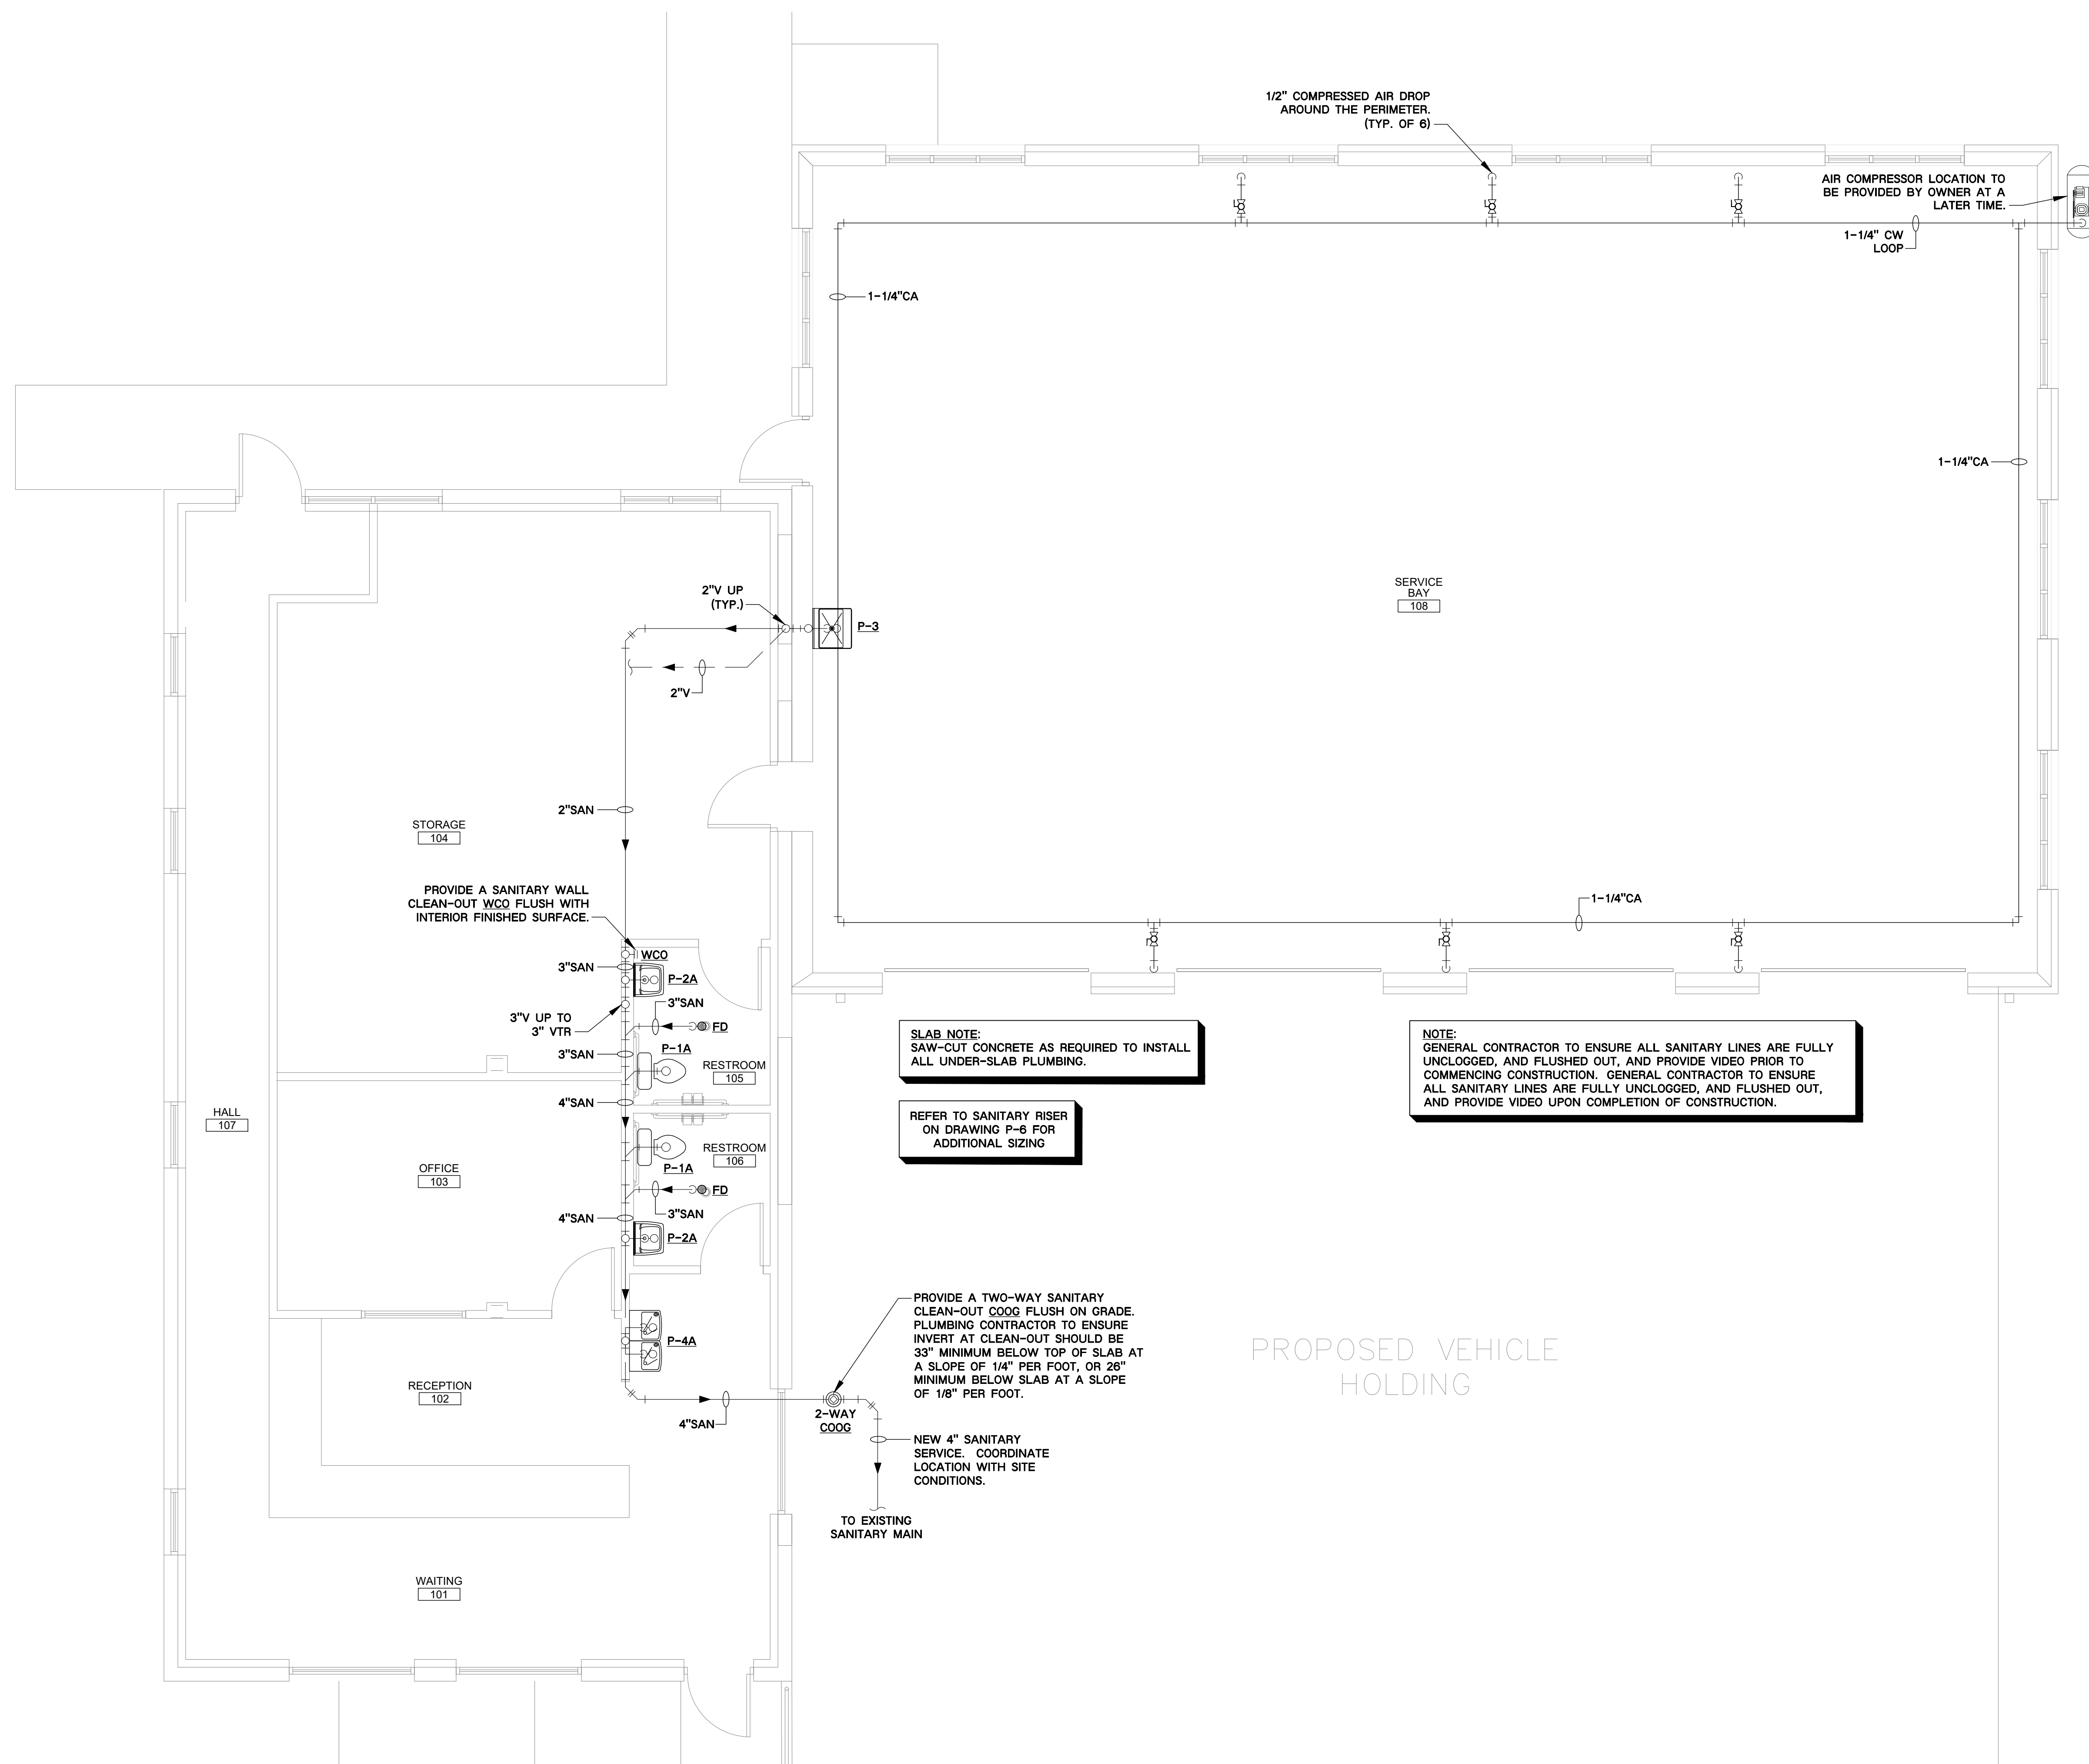 1/2" COMPRESSED AIR DROP
AROUND THE PERIMETER.
(TYP. OF 6)
AIR COMPRESSOR LOCATION TO
BE PROVIDED BY OWNER AT A
LATER TIME.
1-1/4" CW
LOOP
1-1/4"CA
1-1/4"CA
SERVICE
BAY
108
2"V UP
(TYP.)
P-3
2"V
2"SAN
STORAGE
104
PROVIDE A SANITARY WALL
CLEAN-OUT WCO FLUSH WITH
INTERIOR FINISHED SURFACE.
1-1/4"CA
WCO
3"SAN
P-2A
3"SAN
3"V UP TO
3" VTR
FD
3"SAN
P-1A
RESTROOM
105
4"SAN
HALL
107
OFFICE
103
RESTROOM
106
P-1A
FD
3"SAN
4"SAN
P-2A
SLAB NOTE:
SAW-CUT CONCRETE AS REQUIRED TO INSTALL
ALL UNDER-SLAB PLUMBING.
REFER TO SANITARY RISER
ON DRAWING P-6 FOR
ADDITIONAL SIZING
NOTE:
GENERAL CONTRACTOR TO ENSURE ALL SANITARY LINES ARE FULLY
UNCLOGGED, AND FLUSHED OUT, AND PROVIDE VIDEO PRIOR TO
COMMENCING CONSTRUCTION. GENERAL CONTRACTOR TO ENSURE
ALL SANITARY LINES ARE FULLY UNCLOGGED, AND FLUSHED OUT,
AND PROVIDE VIDEO UPON COMPLETION OF CONSTRUCTION.
P-4A
PROVIDE A TWO-WAY SANITARY
CLEAN-OUT COOG FLUSH ON GRADE.
PLUMBING CONTRACTOR TO ENSURE
INVERT AT CLEAN-OUT SHOULD BE
33" MINIMUM BELOW TOP OF SLAB AT
A SLOPE OF 1/4" PER FOOT, OR 26"
MINIMUM BELOW SLAB AT A SLOPE
OF 1/8" PER FOOT.
PROPOSED VEHICLE
HOLDING
RECEPTION
102
4"SAN
2-WAY
COOG
NEW 4" SANITARY
SERVICE. COORDINATE
LOCATION WITH SITE
CONDITIONS.
TO EXISTING
SANITARY MAIN
WAITING
101